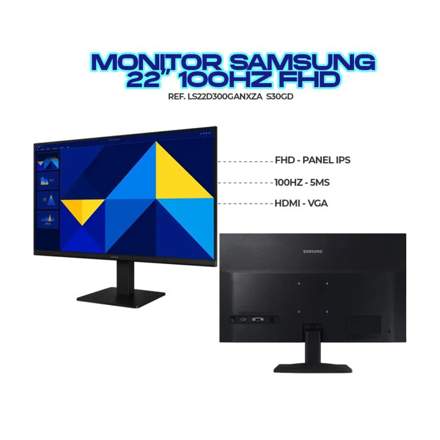 MONITOR SAMSUNG
22” 100HZ FHD
REF. LS22D300GANXZA S30GD
FHD - PANEL IPS
100HZ - 5MS
HDMI - VGA
SAMSUNG